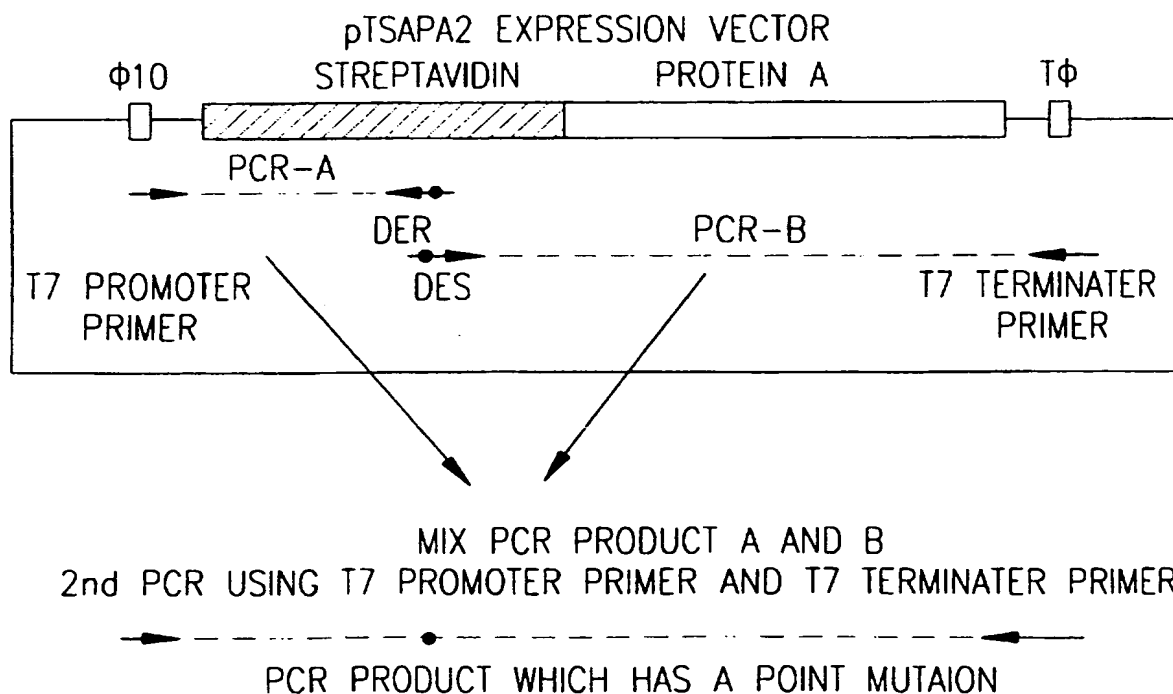 pTSAPA2 EXPRESSION VECTOR
Φ10 STREPTAVIDIN PROTEIN A TΦ
PCR-A
DER PCR-B
T7 PROMOTER DES T7 TERMINATER
PRIMER PRIMER
MIX PCR PRODUCT A AND B
2nd PCR USING T7 PROMOTER PRIMER AND T7 TERMINATER PRIMER
PCR PRODUCT WHICH HAS A POINT MUTAION